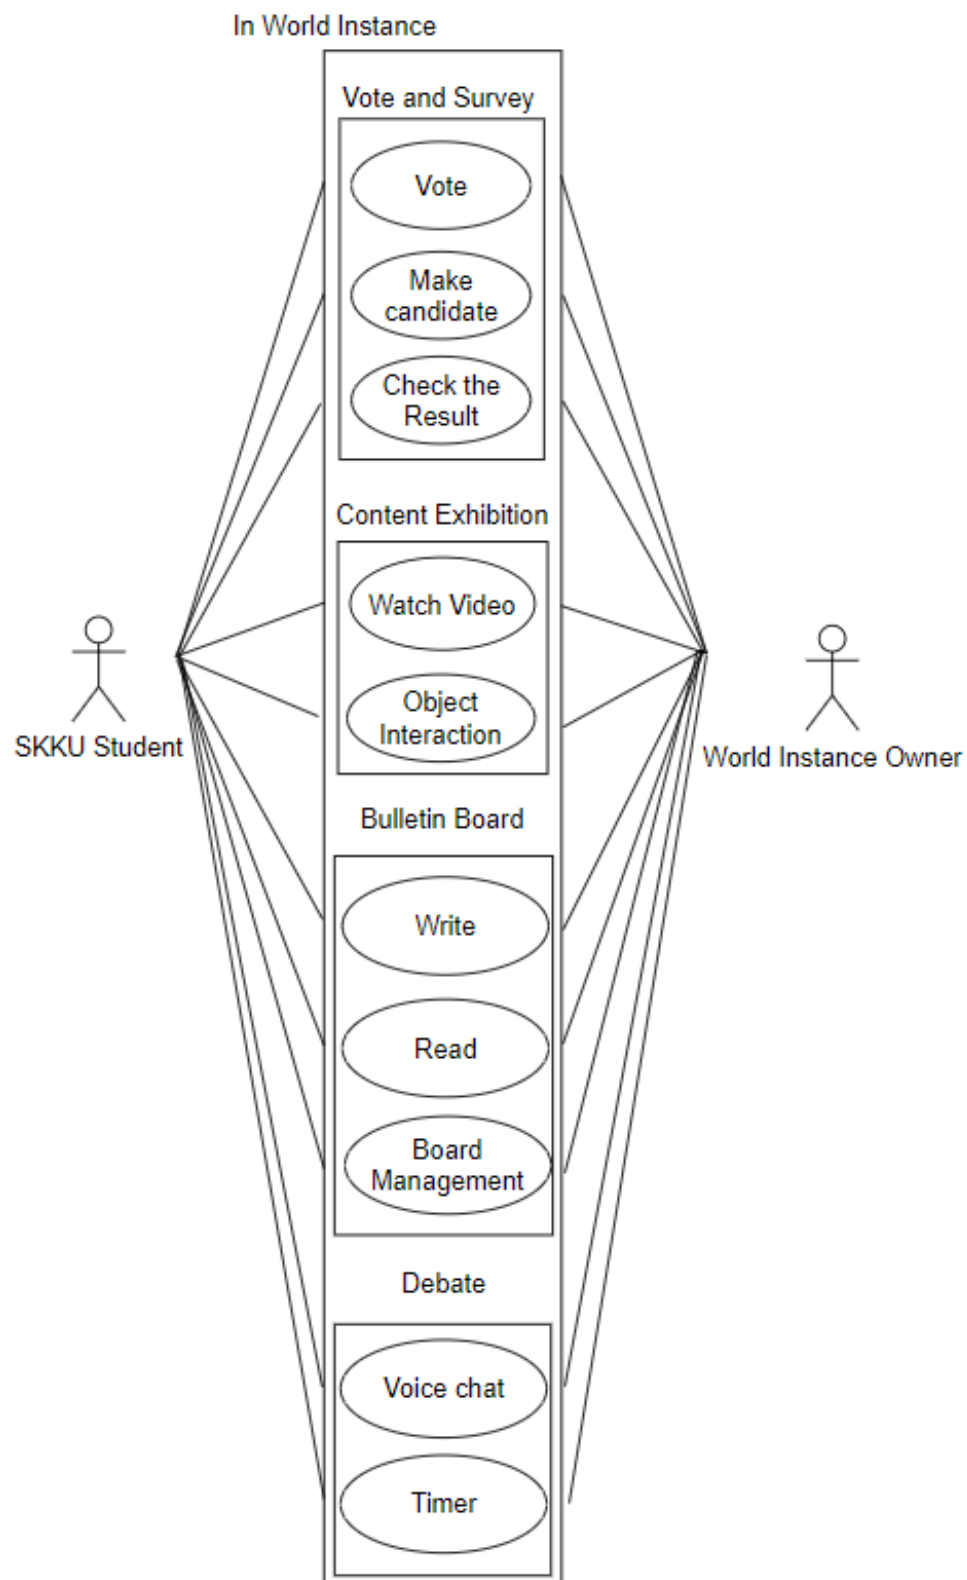 In World Instance
Vote and Survey
Vote
Make
candidate
Check the
Result
Content Exhibition
Watch Video
Object
Interaction
SKKU Student
World Instance Owner
Bulletin Board
Write
Read
Board
Management
Debate
Voice chat
Timer